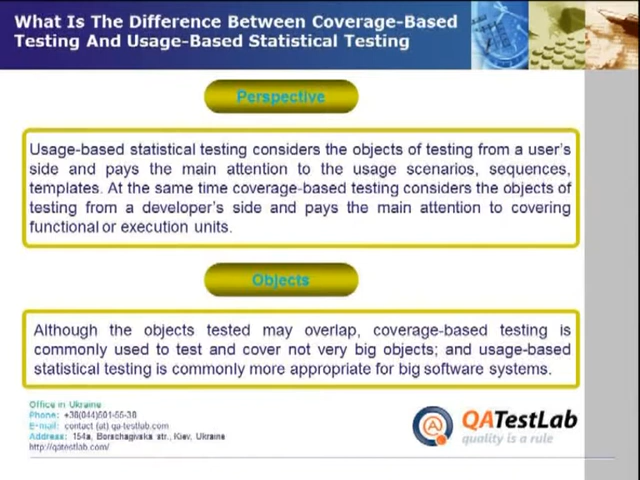 What Is The Difference Between Coverage-Based
Testing And Usage-Based Statistical Testing
Perspective
Usage-based statistical testing considers the objects of testing from a user's
side and pays the main attention to the usage scenarios, sequences,
templates. At the same time coverage-based testing considers the objects of
testing from a developer's side and pays the main attention to covering
functional or execution units.
Objects
Although the objects tested may overlap, coverage-based testing is
commonly used to test and cover not very big objects; and usage-based
statistical testing is commonly more appropriate for big software systems.
Office in Ukraine
Phone: +38(044)501-55-38
E-mail: contact (at) qa-testlab.com
Address: 154a, Borschagivska str., Kiev, Ukraine
http://qatestlab.com/
QATestLab
quality is a rule